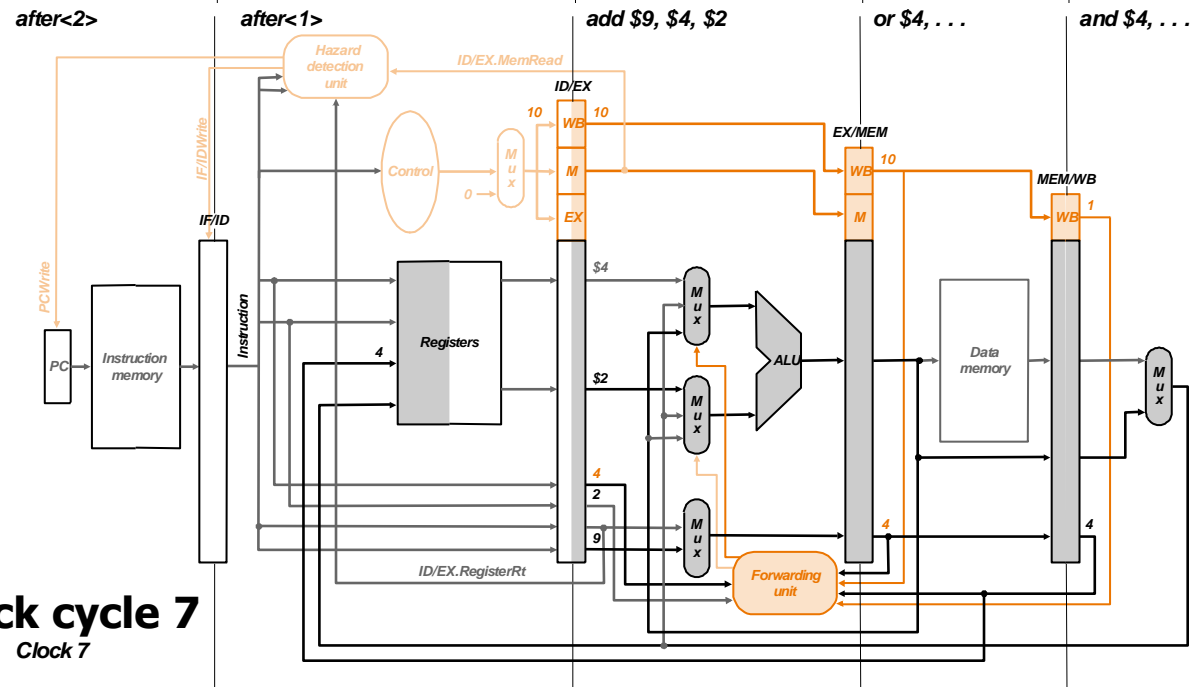 after<2>
after<1>
add $9, $4, $2
or $4, . . .
and $4, . . .
Hazard
detection
unit
ID/EX.MemRead
ID/EX
10
WB
10
EX/MEM
PCWrite
IF/IDWrite
Control
M
u
x
0
M
WB
10
MEM/WB
IF/ID
EX
M
WB
1
Instruction
$4
M
u
x
PC
Instruction
memory
4
Registers
ALU
Data
memory
M
u
x
$2
M
u
x
4
2
9
M
u
x
4
4
ID/EX.RegisterRt
Forwarding
unit
ck cycle 7
Clock 7